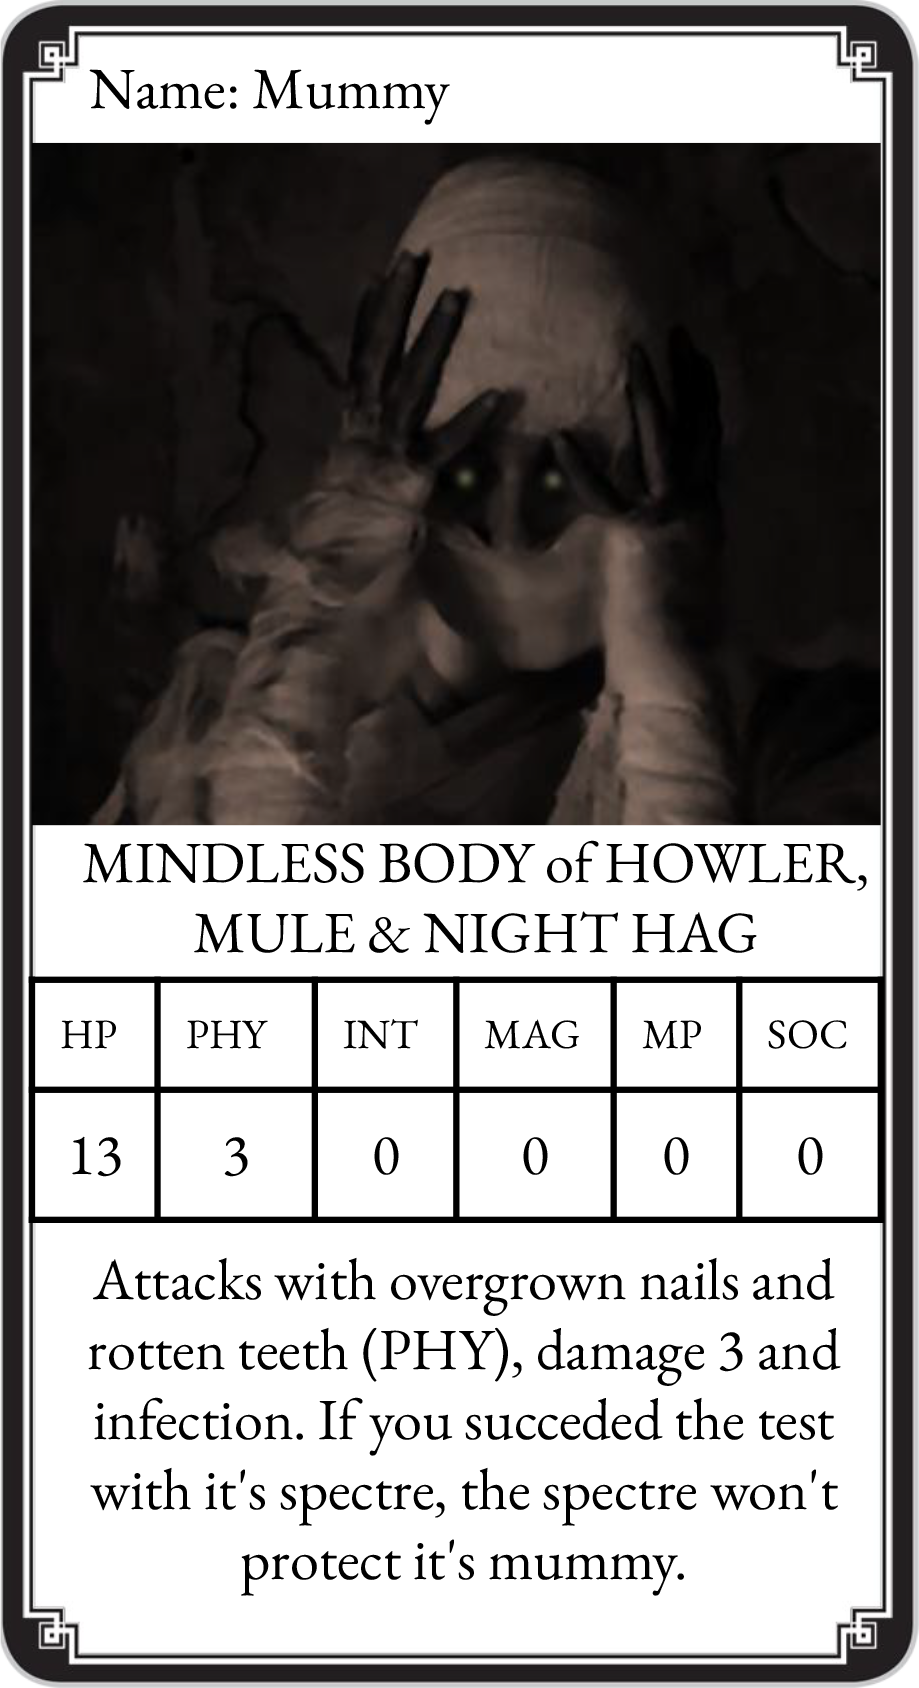 Name: Mummy
MINDLESS BODY of HOWLER,
MULE & NIGHT HAG
HP PHY INT MAG MP SOC
13 3 0 0 0 0
Attacks with overgrown nails and
rotten teeth (PHY), damage 3 and
infection. If you succeded the test
with it's spectre, the spectre won't
protect it's mummy.